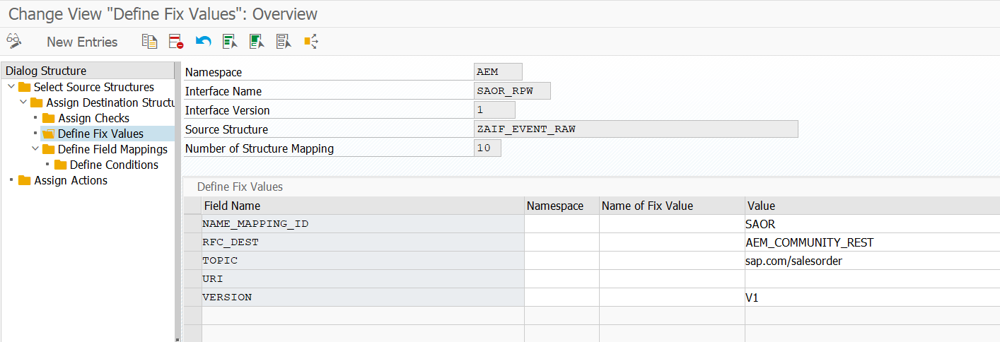 Change View "Define Fix Values": Overview
New Entries
Dialog Structure
Select Source Structures
Assign Destination Structu
Assign Checks
Define Fix Values
Define Field Mappings
Define Conditions
Assign Actions
Namespace AEM
Interface Name SAOR_RPW
Interface Version 1
Source Structure ZAIF_EVENT_RAW
Number of Structure Mapping 10
Define Fix Values
Field Name Namespace Name of Fix Value Value
NAME_MAPPING_ID SAOR
RFC_DEST AEM_COMMUNITY_REST
TOPIC sap.com/salesorder
URI
VERSION V1